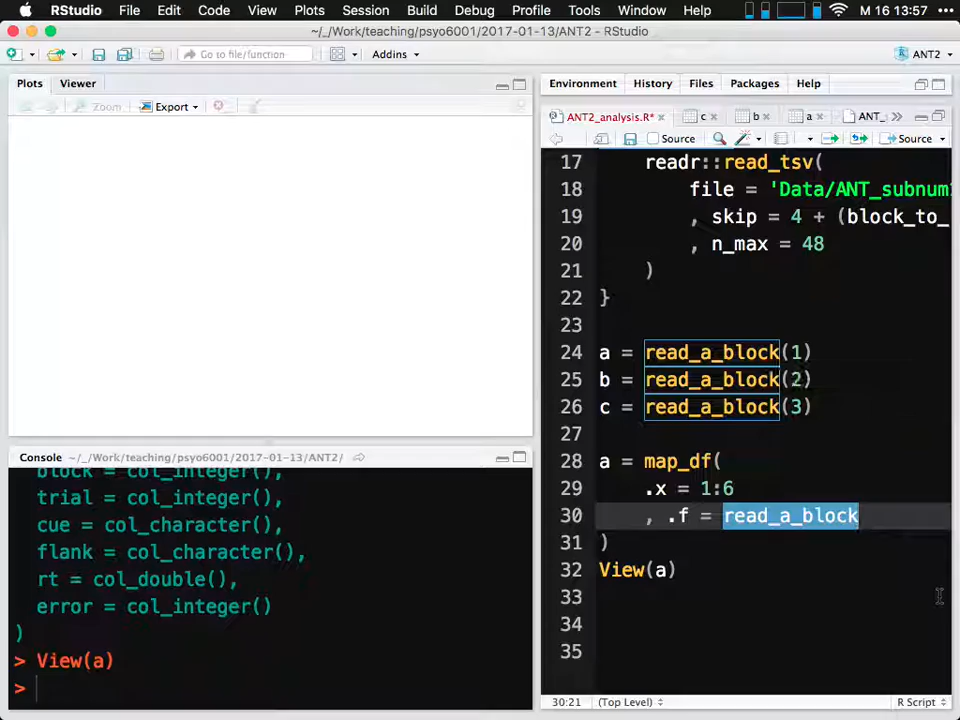 RStudio File Edit Code View Plots Session Build Debug Profile Tools Window Help M 16 13:57
~/_/Work/teaching/psyo6001/2017-01-13/ANT2 - RStudio
Go to file/function Addins ANT2
Plots Viewer
Zoom Export
Environment History Files Packages Help
ANT2_analysis.R* c b a ANT_
Source Source
17 readr::read_tsv(
18 file = 'Data/ANT_subnum
19 , skip = 4 + (block_to_
20 , n_max = 48
21 )
22 }
23
24 a = read_a_block(1)
25 b = read_a_block(2)
26 c = read_a_block(3)
27
28 a = map_df(
29 .x = 1:6
30 , .f = read_a_block
31 )
32 View(a)
33
34
35
30:21 (Top Level) R Script
Console ~/_/Work/teaching/psyo6001/2017-01-13/ANT2/
block = col_integer(),
trial = col_integer(),
cue = col_character(),
flank = col_character(),
rt = col_double(),
error = col_integer()
)
> View(a)
>